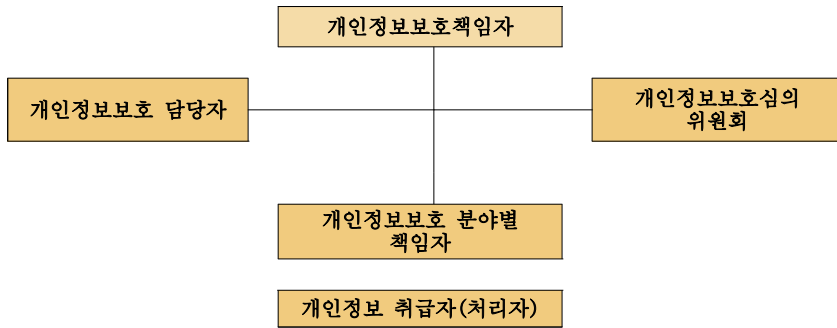 개인정보보호책임자
개인정보보호 담당자
개인정보보호심의
위원회
개인정보보호 분야별
책임자
개인정보 취급자(처리자)